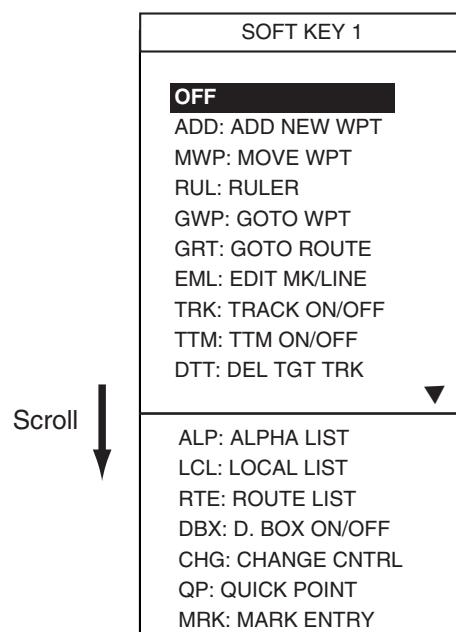 SOFT KEY 1
OFF
ADD: ADD NEW WPT
MWP: MOVE WPT
RUL: RULER
GWP: GOTO WPT
GRT: GOTO ROUTE
EML: EDIT MK/LINE
TRK: TRACK ON/OFF
TTM: TTM ON/OFF
DTT: DEL TGT TRK
Scroll
ALP: ALPHA LIST
LCL: LOCAL LIST
RTE: ROUTE LIST
DBX: D. BOX ON/OFF
CHG: CHANGE CNTRL
QP: QUICK POINT
MRK: MARK ENTRY